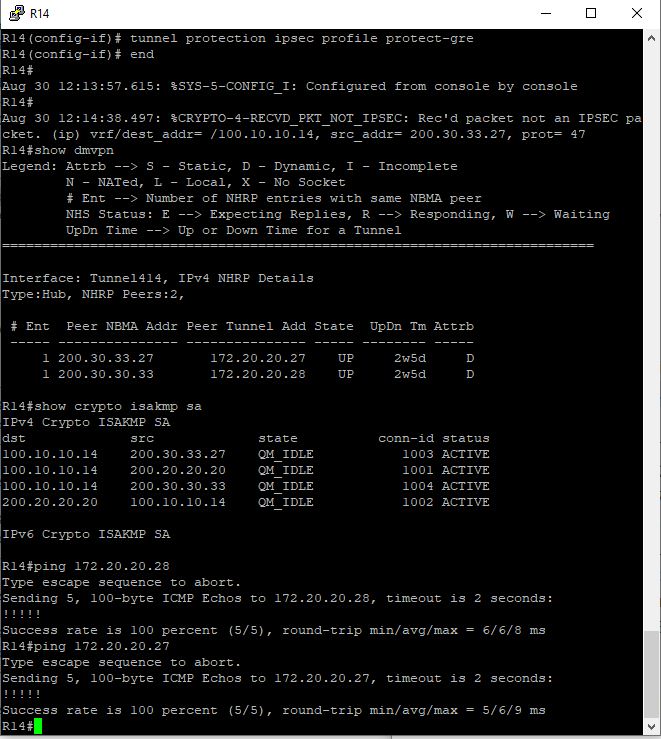 R14
R14(config-if)# tunnel protection ipsec profile protect-gre
R14(config-if)# end
R14#
Aug 30 12:13:57.615: %SYS-5-CONFIG_I: Configured from console by console
R14#
Aug 30 12:14:38.497: %CRYPTO-4-RECVD_PKT_NOT_IPSEC: Rec'd packet not an IPSEC pa
cket. (ip) vrf/dest_addr= /100.10.10.14, src_addr= 200.30.33.27, prot= 47
R14#show dmvpn
Legend: Attrb --> S - Static, D - Dynamic, I - Incomplete
        N - NATed, L - Local, X - No Socket
        # Ent --> Number of NHRP entries with same NBMA peer
        NHS Status: E --> Expecting Replies, R --> Responding, W --> Waiting
        UpDn Time --> Up or Down Time for a Tunnel
==========================================================================
Interface: Tunnel414, IPv4 NHRP Details
Type:Hub, NHRP Peers:2,
 # Ent  Peer NBMA Addr Peer Tunnel Add State  UpDn Tm Attrb
 ----- --------------- --------------- ----- -------- -----
     1 200.30.33.27       172.20.20.27    UP     2w5d     D
     1 200.30.30.33       172.20.20.28    UP     2w5d     D
R14#show crypto isakmp sa
IPv4 Crypto ISAKMP SA
dst             src             state          conn-id status
100.10.10.14    200.30.33.27    QM_IDLE           1003 ACTIVE
100.10.10.14    200.20.20.20    QM_IDLE           1001 ACTIVE
100.10.10.14    200.30.30.33    QM_IDLE           1004 ACTIVE
200.20.20.20    100.10.10.14    QM_IDLE           1002 ACTIVE
IPv6 Crypto ISAKMP SA
R14#ping 172.20.20.28
Type escape sequence to abort.
Sending 5, 100-byte ICMP Echos to 172.20.20.28, timeout is 2 seconds:
!!!!!
Success rate is 100 percent (5/5), round-trip min/avg/max = 6/6/8 ms
R14#ping 172.20.20.27
Type escape sequence to abort.
Sending 5, 100-byte ICMP Echos to 172.20.20.27, timeout is 2 seconds:
!!!!!
Success rate is 100 percent (5/5), round-trip min/avg/max = 5/6/9 ms
R14#